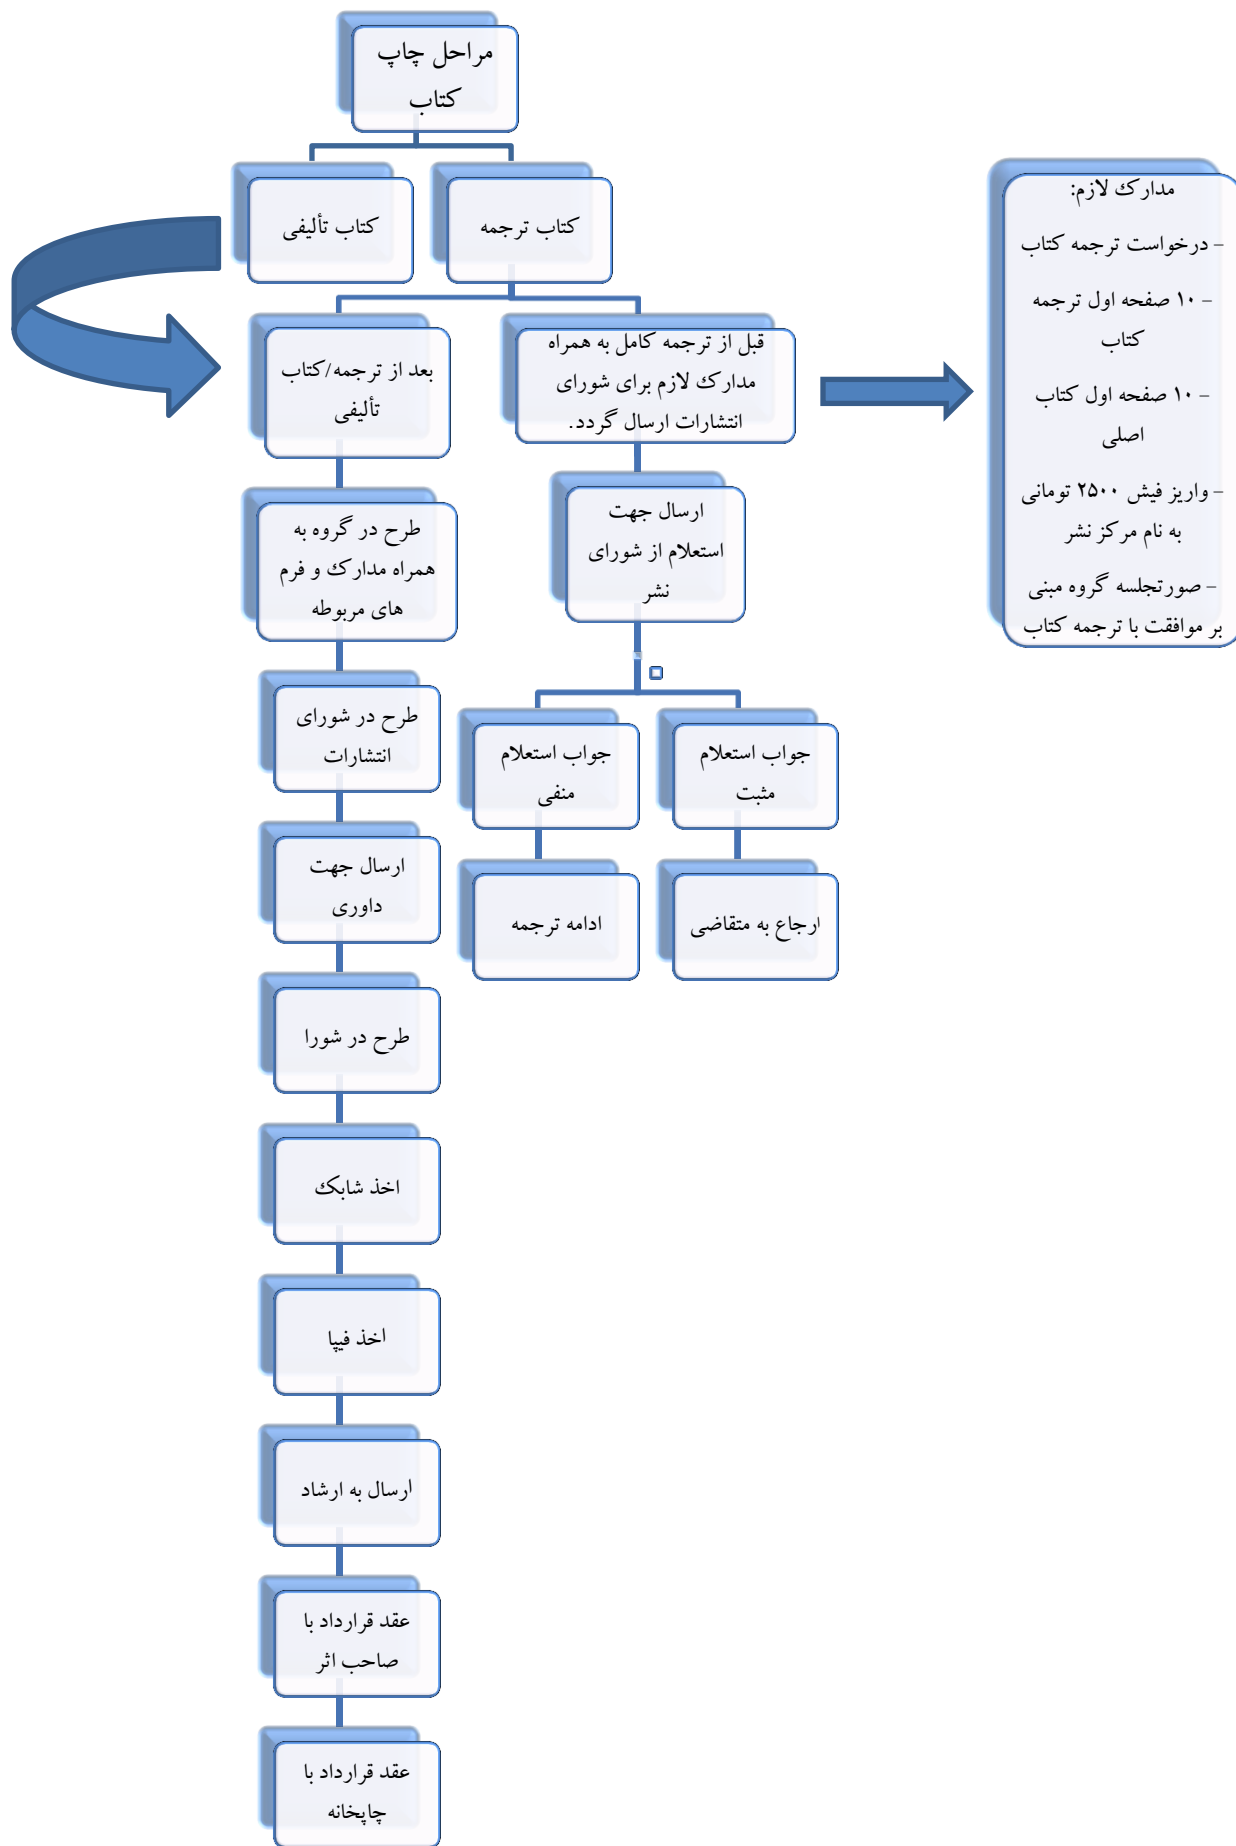 مراحل چاپ
کتاب
کتاب ترجمه
کتاب تألیفی
مدارک لازم:
- درخواست ترجمه کتاب
- ۱۰ صفحه اول ترجمه
کتاب
- ۱۰ صفحه اول کتاب
اصلی
- واریز فیش ۲۵۰۰ تومانی
به نام مرکز نشر
- صورتجلسه گروه مبنی
بر موافقت با ترجمه کتاب
قبل از ترجمه کامل به همراه
مدارک لازم برای شورای
انتشارات ارسال گردد.
ارسال جهت
استعلام از شورای
نشر
جواب استعلام
مثبت
ارجاع به متقاضی
جواب استعلام
منفی
ادامه ترجمه
بعد از ترجمه/کتاب
تألیفی
طرح در گروه به
همراه مدارک و فرم
های مربوطه
طرح در شورای
انتشارات
ارسال جهت
داوری
طرح در شورا
اخذ شابک
اخذ فیپا
ارسال به ارشاد
عقد قرارداد با
صاحب اثر
عقد قرارداد با
چاپخانه